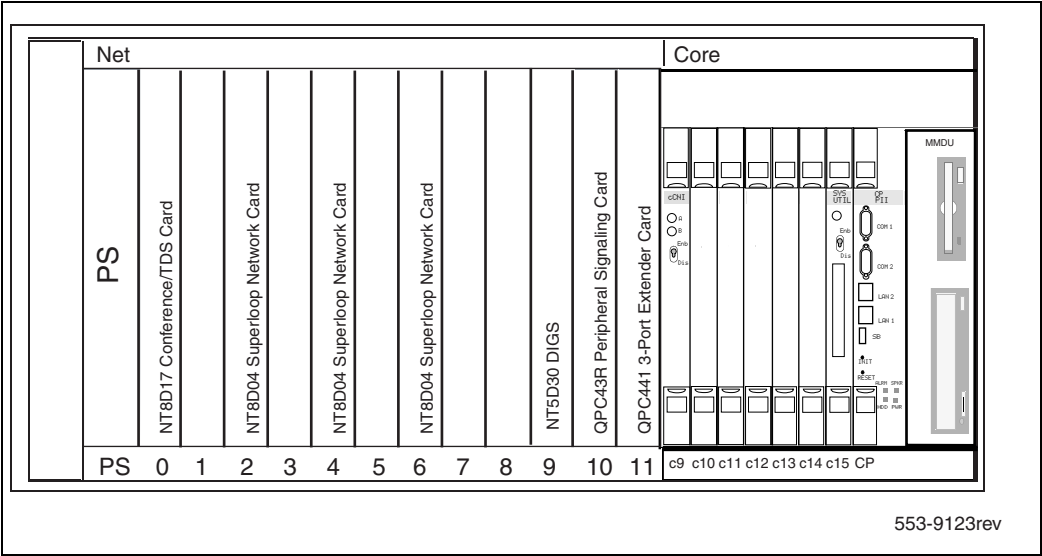 Net
Core
PS
NT8D17 Conference/TDS Card
NT8D04 Superloop Network Card
NT8D04 Superloop Network Card
NT8D04 Superloop Network Card
NT5D30 DIGS
QPC43R Peripheral Signaling Card
QPC441 3-Port Extender Card
cCNI
A
B
Enb
Dis
SYS
UTIL
Enb
Dis
CP
PII
COM 1
COM 2
LAN 2
LAN 1
SB
INIT
RESET
ALRM SPKR
HDD PWR
MMDU
PS 0 1 2 3 4 5 6 7 8 9 10 11 c9 c10 c11 c12 c13 c14 c15 CP
553-9123rev